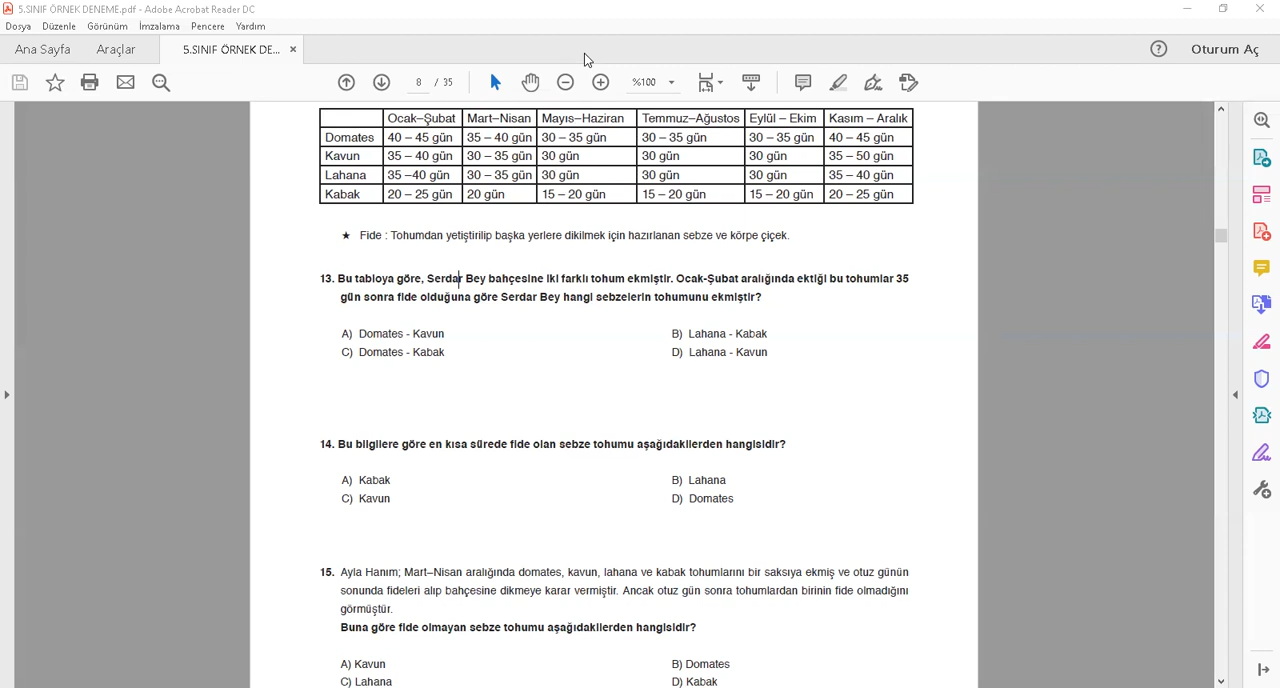 5.SINIF ÖRNEK DENEME.pdf - Adobe Acrobat Reader DC
Dosya Düzenle Görünüm İmzalama Pencere Yardım
Ana Sayfa Araçlar 5.SINIF ÖRNEK DE... × Oturum Aç
8 / 35 %100
Ocak–Şubat Mart–Nisan Mayıs–Haziran Temmuz–Ağustos Eylül – Ekim Kasım – Aralık
Domates 40 – 45 gün 35 – 40 gün 30 – 35 gün 30 – 35 gün 30 – 35 gün 40 – 45 gün
Kavun 35 – 40 gün 30 – 35 gün 30 gün 30 gün 30 gün 35 – 50 gün
Lahana 35 –40 gün 30 – 35 gün 30 gün 30 gün 30 gün 35 – 40 gün
Kabak 20 – 25 gün 20 gün 15 – 20 gün 15 – 20 gün 15 – 20 gün 20 – 25 gün
★ Fide : Tohumdan yetiştirilip başka yerlere dikilmek için hazırlanan sebze ve körpe çiçek.
13. Bu tabloya göre, Serdar Bey bahçesine iki farklı tohum ekmiştir. Ocak-Şubat aralığında ektiği bu tohumlar 35
gün sonra fide olduğuna göre Serdar Bey hangi sebzelerin tohumunu ekmiştir?
A) Domates - Kavun B) Lahana - Kabak
C) Domates - Kabak D) Lahana - Kavun
14. Bu bilgilere göre en kısa sürede fide olan sebze tohumu aşağıdakilerden hangisidir?
A) Kabak B) Lahana
C) Kavun D) Domates
15. Ayla Hanım; Mart–Nisan aralığında domates, kavun, lahana ve kabak tohumlarını bir saksıya ekmiş ve otuz günün
sonunda fideleri alıp bahçesine dikmeye karar vermiştir. Ancak otuz gün sonra tohumlardan birinin fide olmadığını
görmüştür.
Buna göre fide olmayan sebze tohumu aşağıdakilerden hangisidir?
A) Kavun B) Domates
C) Lahana D) Kabak